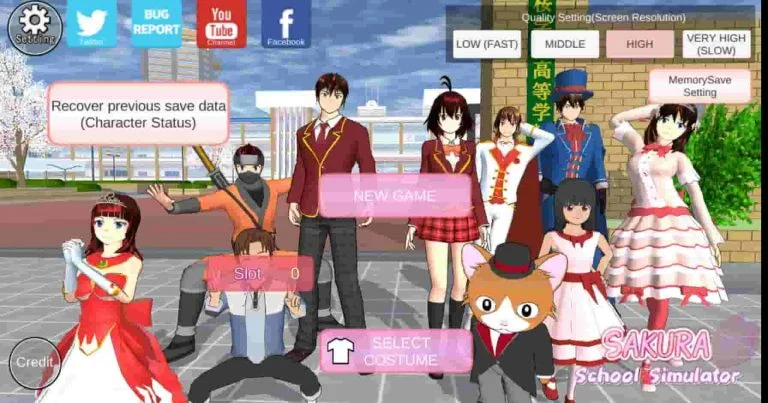 Setting
Twitter
BUG
REPORT
You
Tube
Channel
Facebook
Quality Setting(Screen Resolution)
LOW (FAST)
MIDDLE
HIGH
VERY HIGH
(SLOW)
MemorySave
Setting
Recover previous save data
(Character Status)
高
等
学
NEW GAME
Slot 0
SELECT
COSTUME
Credit
SAKURA
School Simulator